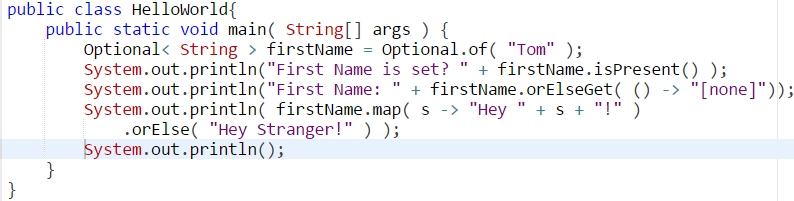 public class HelloWorld{
    public static void main( String[] args ) {
        Optional< String > firstName = Optional.of( "Tom" );
        System.out.println("First Name is set? " + firstName.isPresent() );
        System.out.println("First Name: " + firstName.orElseGet( () -> "[none]"));
        System.out.println( firstName.map( s -> "Hey " + s + "!" )
            .orElse( "Hey Stranger!" ) );
        System.out.println();
    }
}